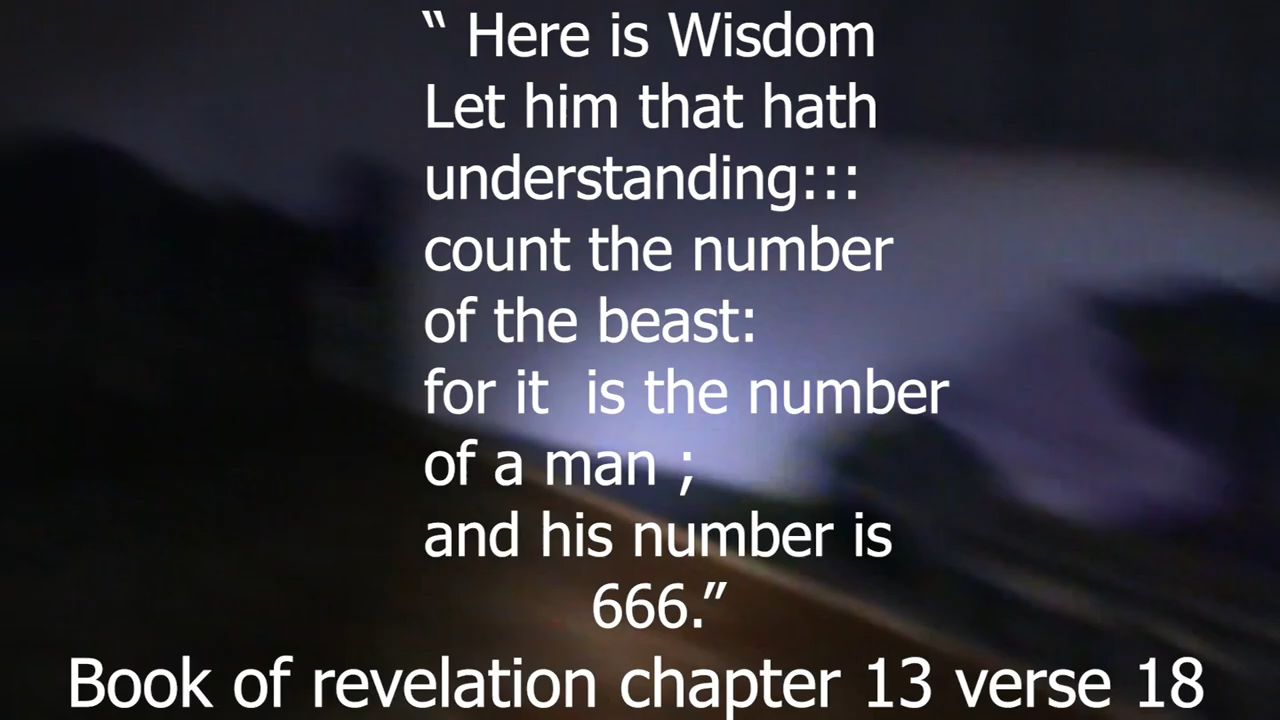 “ Here is Wisdom
Let him that hath
understanding:::
count the number
of the beast:
for it  is the number
of a man ;
and his number is
666.”
Book of revelation chapter 13 verse 18